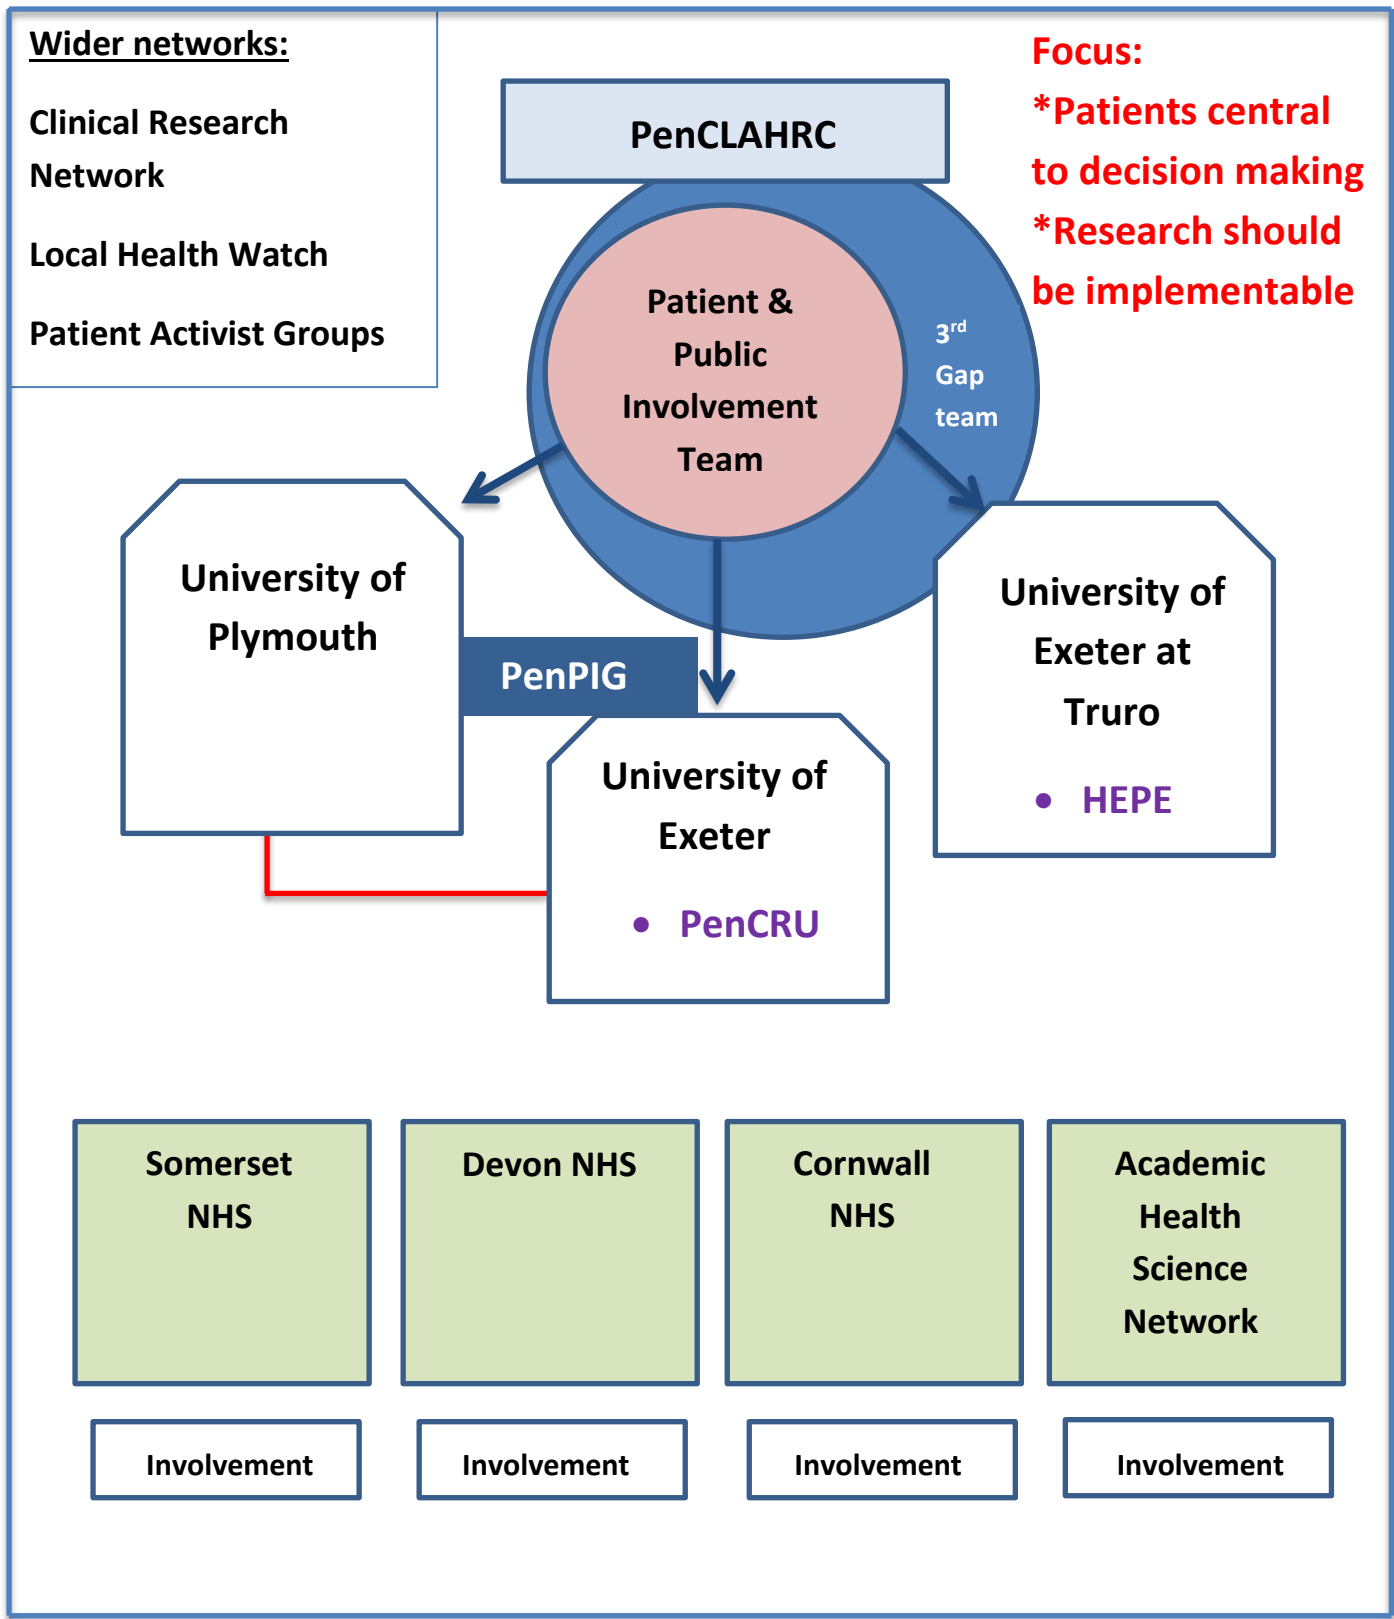 Wider networks:
Clinical Research
Network
Local Health Watch
Patient Activist Groups
PenCLAHRC
Focus:
*Patients central
to decision making
*Research should
be implementable
Patient &
Public
Involvement
Team
3rd
Gap
team
University of
Plymouth
PenPIG
University of
Exeter
• PenCRU
University of
Exeter at
Truro
• HEPE
Somerset
NHS
Devon NHS
Cornwall
NHS
Academic
Health
Science
Network
Involvement
Involvement
Involvement
Involvement